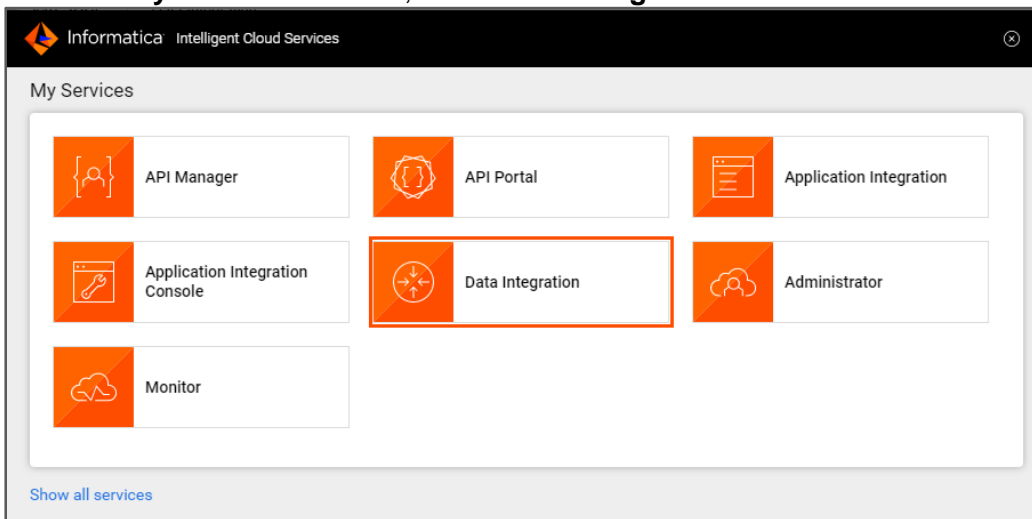 Informatica Intelligent Cloud Services
My Services
API Manager
API Portal
Application Integration
Application Integration
Console
Data Integration
Administrator
Monitor
Show all services